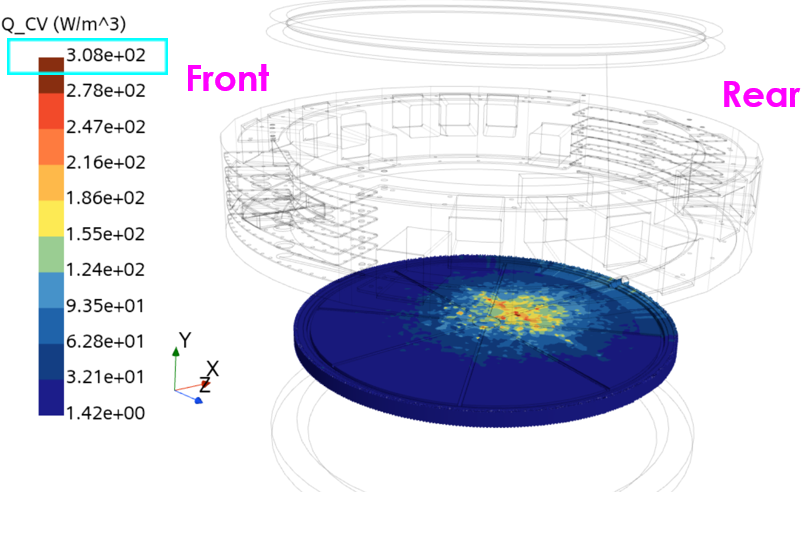 Q_CV (W/m^3)
3.08e+02
Front
2.78e+02
Rear
2.47e+02
2.16e+02
1.86e+02
1.55e+02
1.24e+02
9.35e+01
6.28e+01
3.21e+01
1.42e+00
Y
X
Z